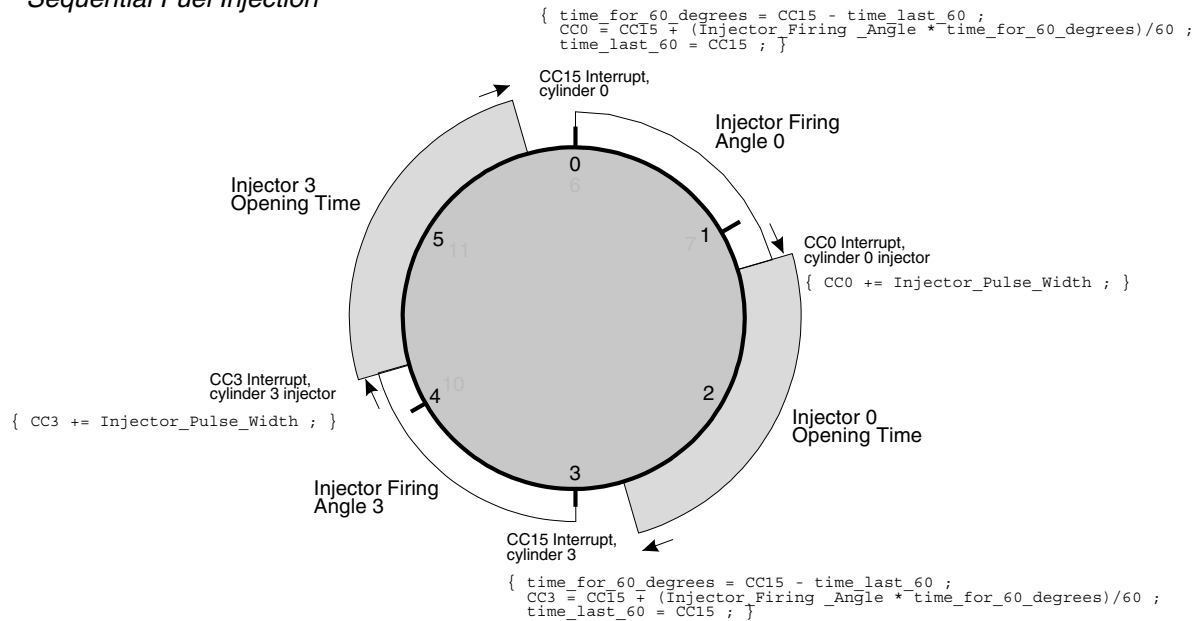 Sequential Fuel Injection
{ time_for_60_degrees = CC15 - time_last_60 ;
CC0 = CC15 + (Injector_Firing _Angle * time_for_60_degrees)/60 ;
time_last_60 = CC15 ; }
CC15 Interrupt,
cylinder 0
Injector Firing
Angle 0
0
6
Injector 3
Opening Time
1
7
5
11
CC0 Interrupt,
cylinder 0 injector
{ CC0 += Injector_Pulse_Width ; }
CC3 Interrupt,
cylinder 3 injector
{ CC3 += Injector_Pulse_Width ; }
4
10
2
Injector 0
Opening Time
3
Injector Firing
Angle 3
CC15 Interrupt,
cylinder 3
{ time_for_60_degrees = CC15 - time_last_60 ;
CC3 = CC15 + (Injector_Firing _Angle * time_for_60_degrees)/60 ;
time_last_60 = CC15 ; }